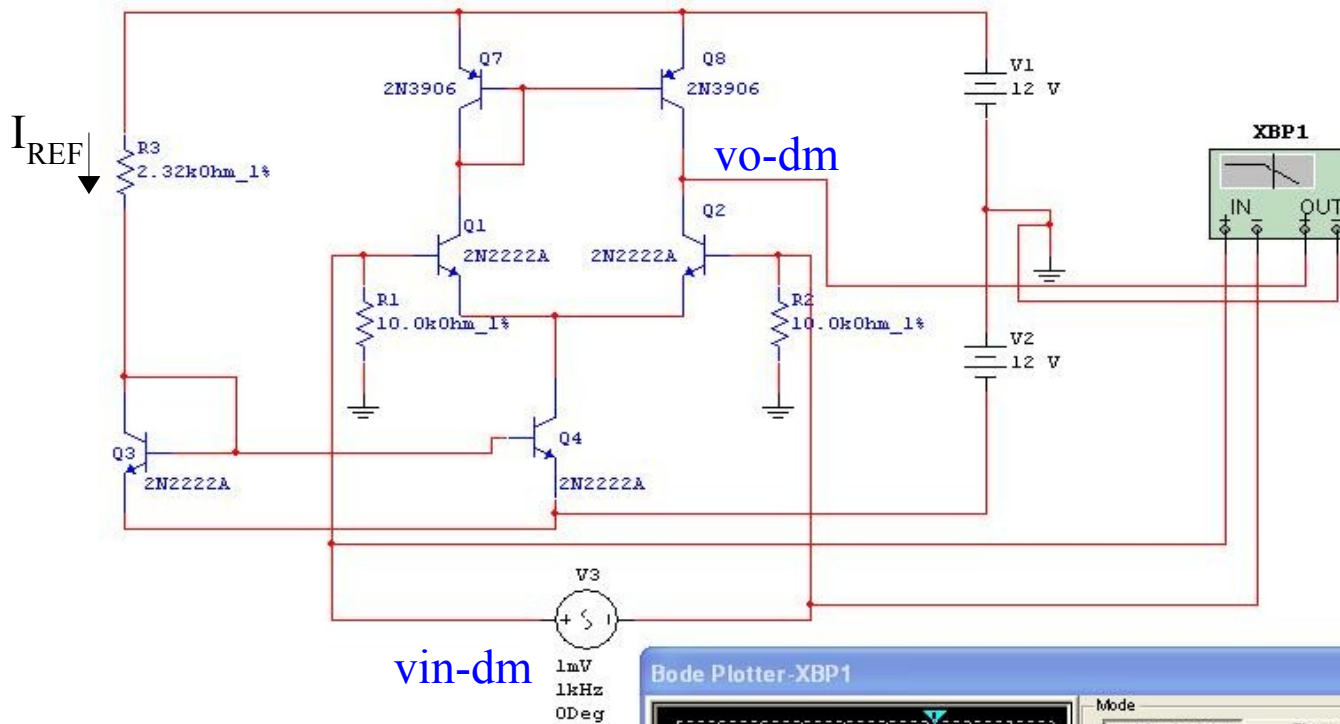 Q7
2N3906
Q8
2N3906
V1
12 V
XBP1
IN OUT
I_REF
R3
2.32kOhm_1%
vo-dm
Q1
2N2222A
Q2
2N2222A
R1
10.0kOhm_1%
R2
10.0kOhm_1%
V2
12 V
Q3
2N2222A
Q4
2N2222A
V3
vin-dm
1mV
1kHz
0Deg
Bode Plotter-XBP1
Mode